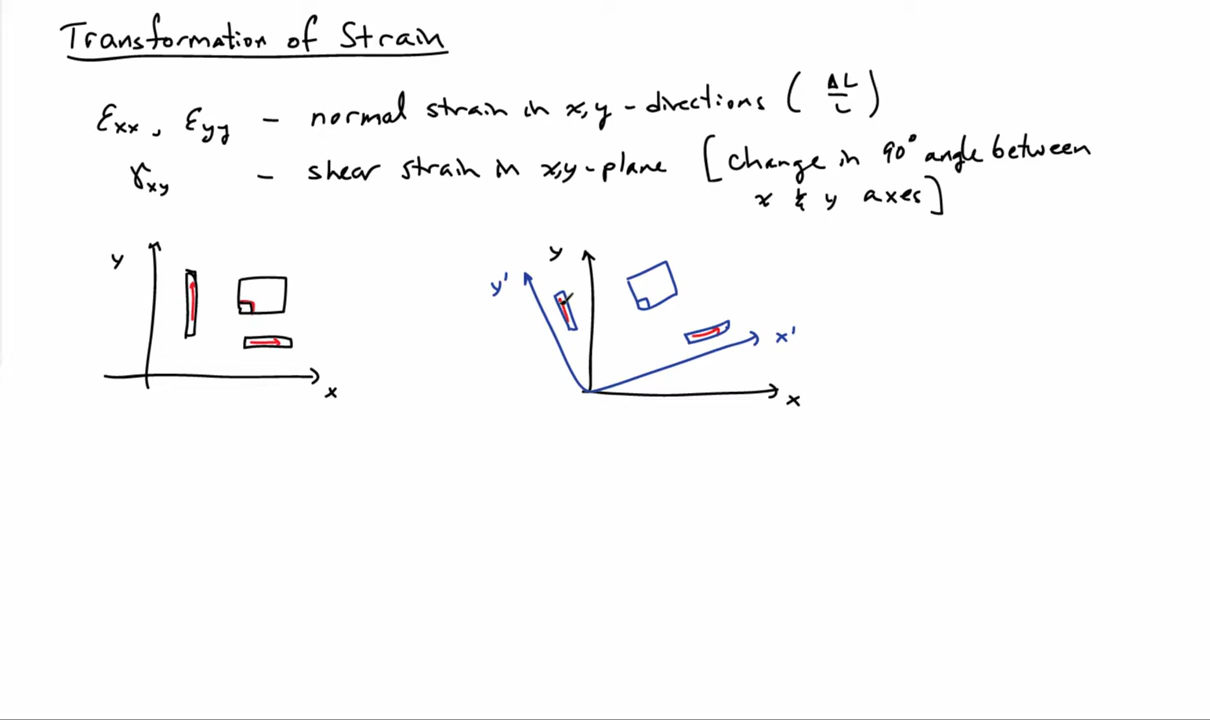 Transformation of Strain
εxx, εyy - normal strain in x,y-directions (ΔL/L)
γxy - shear strain in x,y-plane [change in 90° angle between
x & y axes]
y
x
y
y'
x'
x